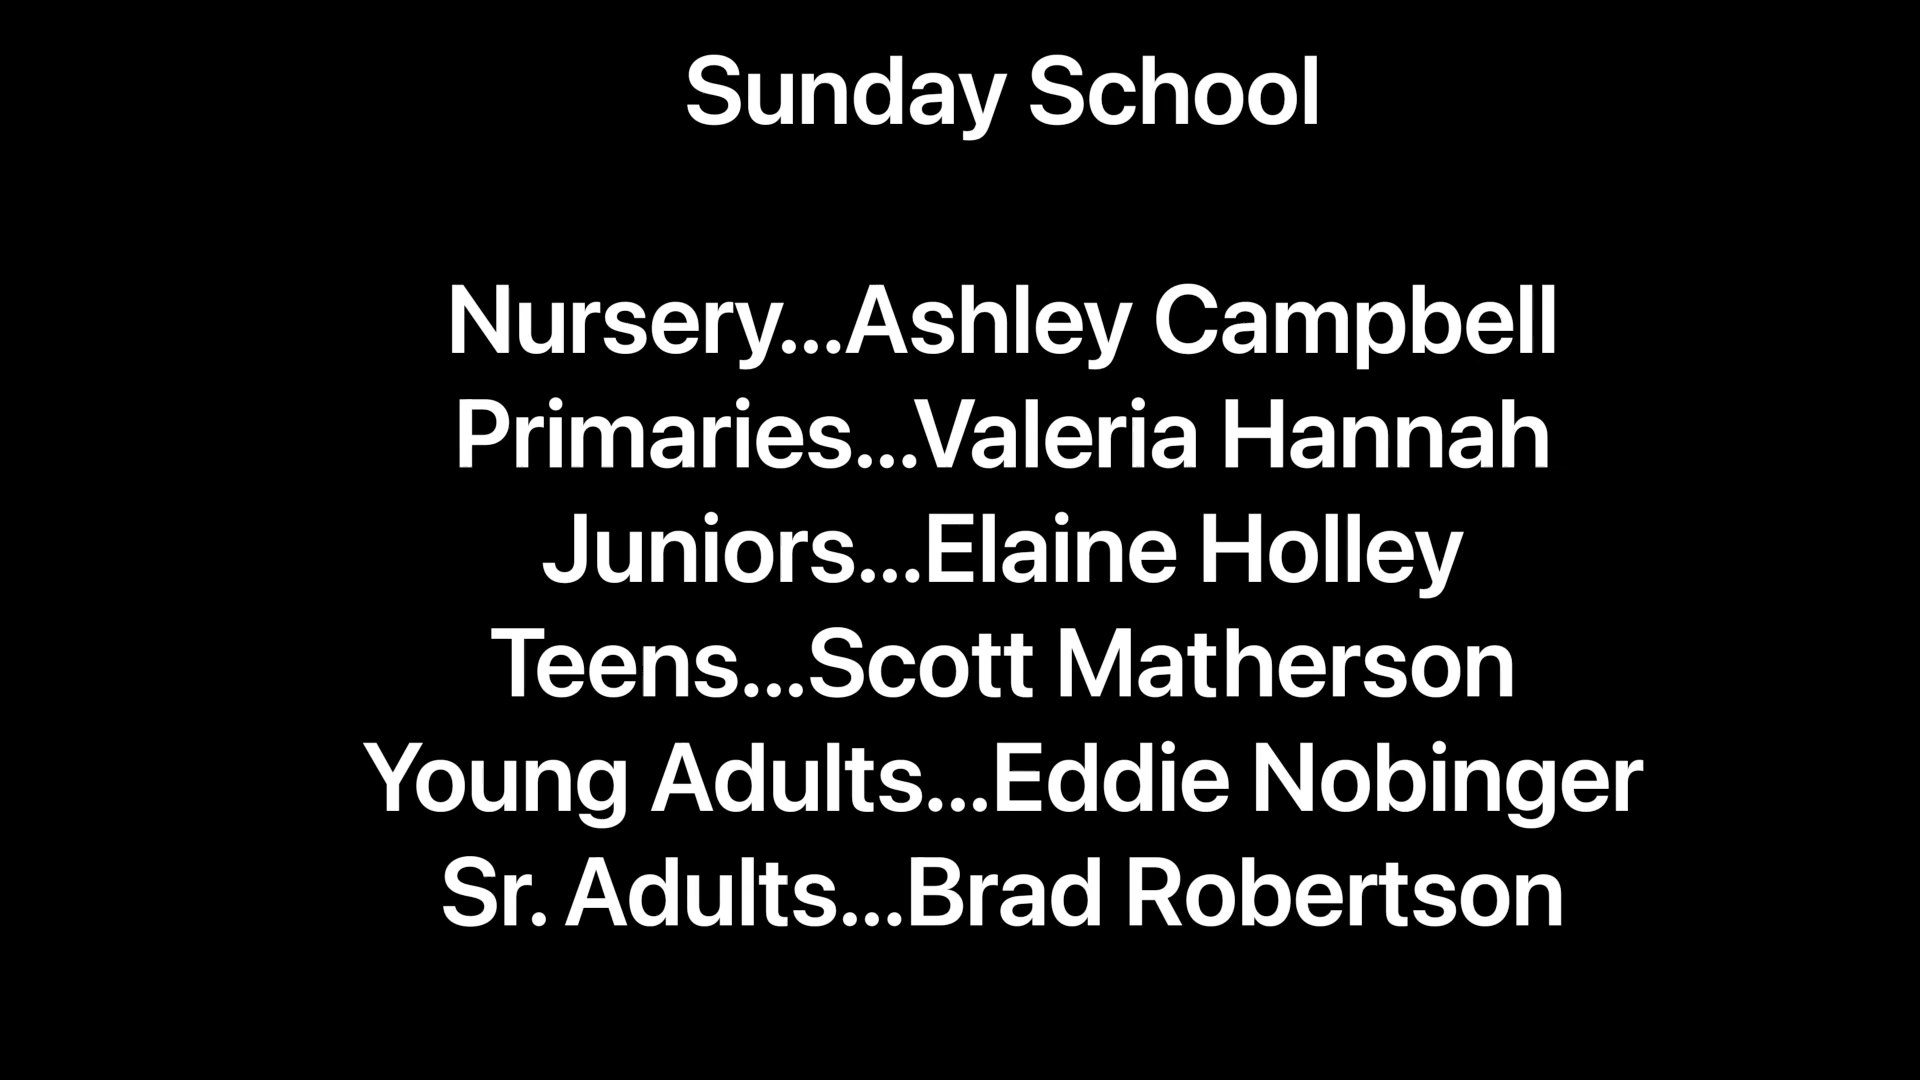 Sunday School
Nursery...Ashley Campbell
Primaries...Valeria Hannah
Juniors...Elaine Holley
Teens...Scott Matherson
Young Adults...Eddie Nobinger
Sr. Adults...Brad Robertson